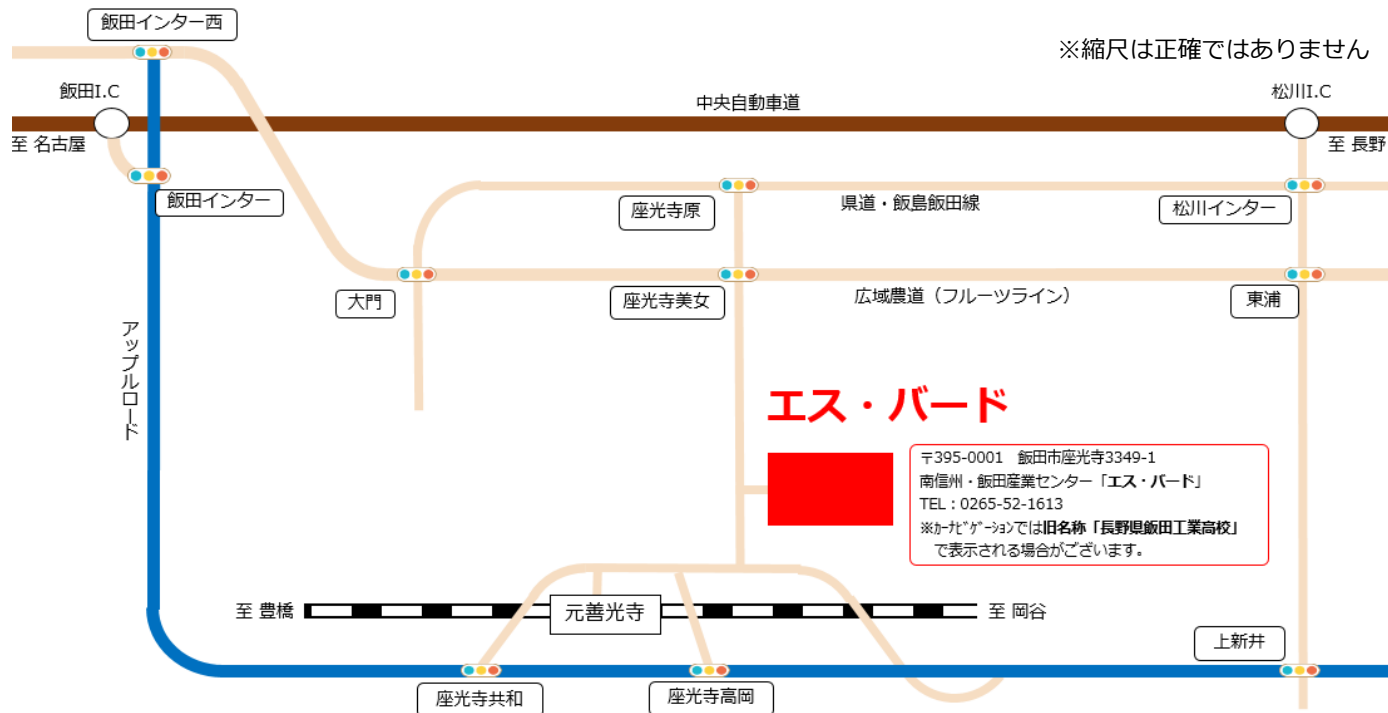 飯田インター西
※縮尺は正確ではありません
飯田I.C
中央自動車道
松川I.C
至 名古屋
至 長野
飯田インター
座光寺原
県道・飯島飯田線
松川インター
大門
座光寺美女
広域農道（フルーツライン）
東浦
アップルロード
エス・バード
〒395-0001　飯田市座光寺3349-1
南信州・飯田産業センター「エス・バード」
TEL：0265-52-1613
※ｶｰﾅﾋﾞｹﾞｰｼｮﾝでは旧名称「長野県飯田工業高校」
で表示される場合がございます。
至 豊橋
元善光寺
至 岡谷
上新井
座光寺共和
座光寺高岡